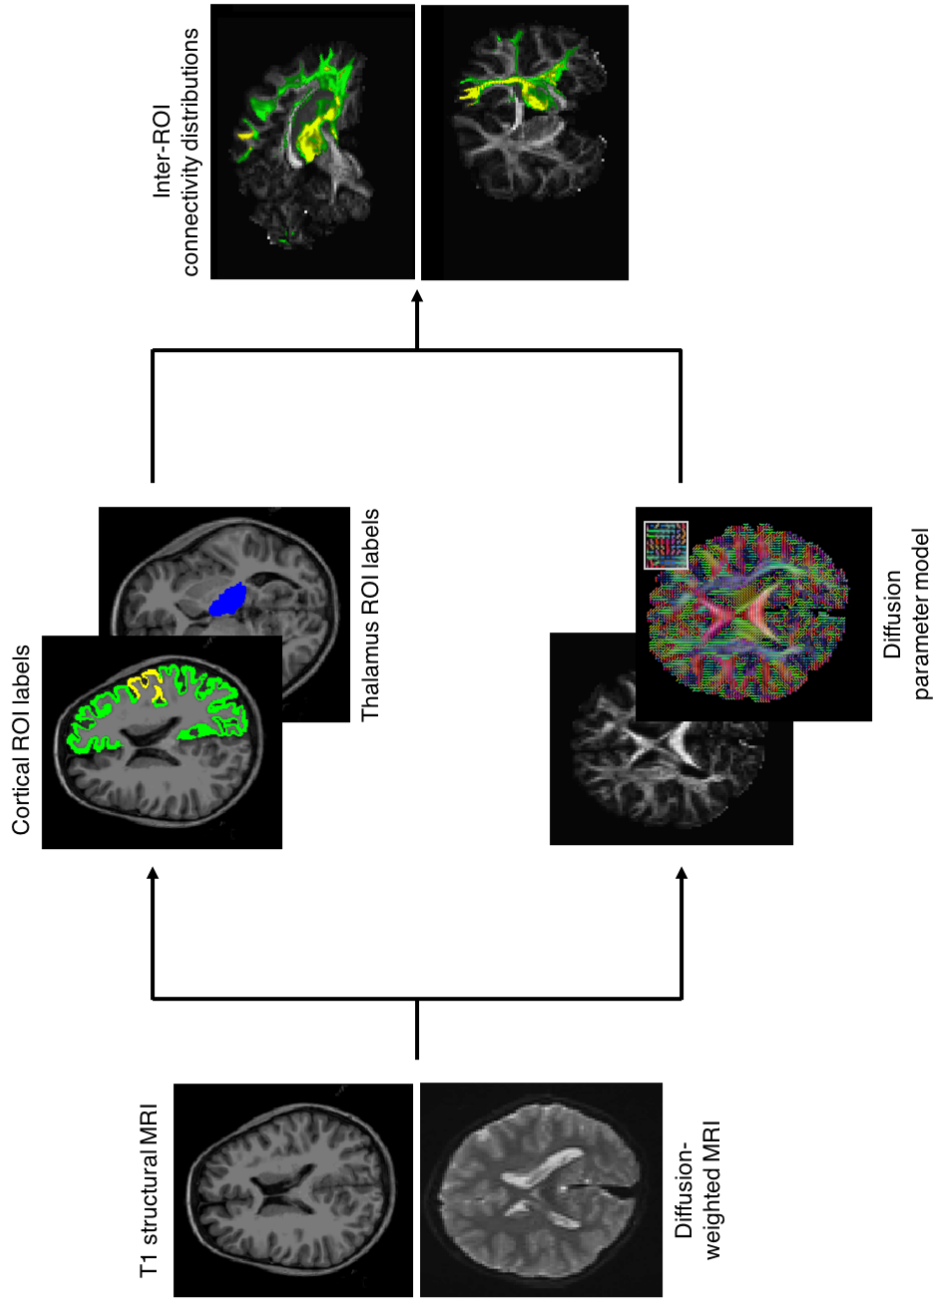 T1 structural MRI
Diffusion-
weighted MRI
Cortical ROI labels
Thalamus ROI labels
Diffusion
parameter model
Inter-ROI
connectivity distributions